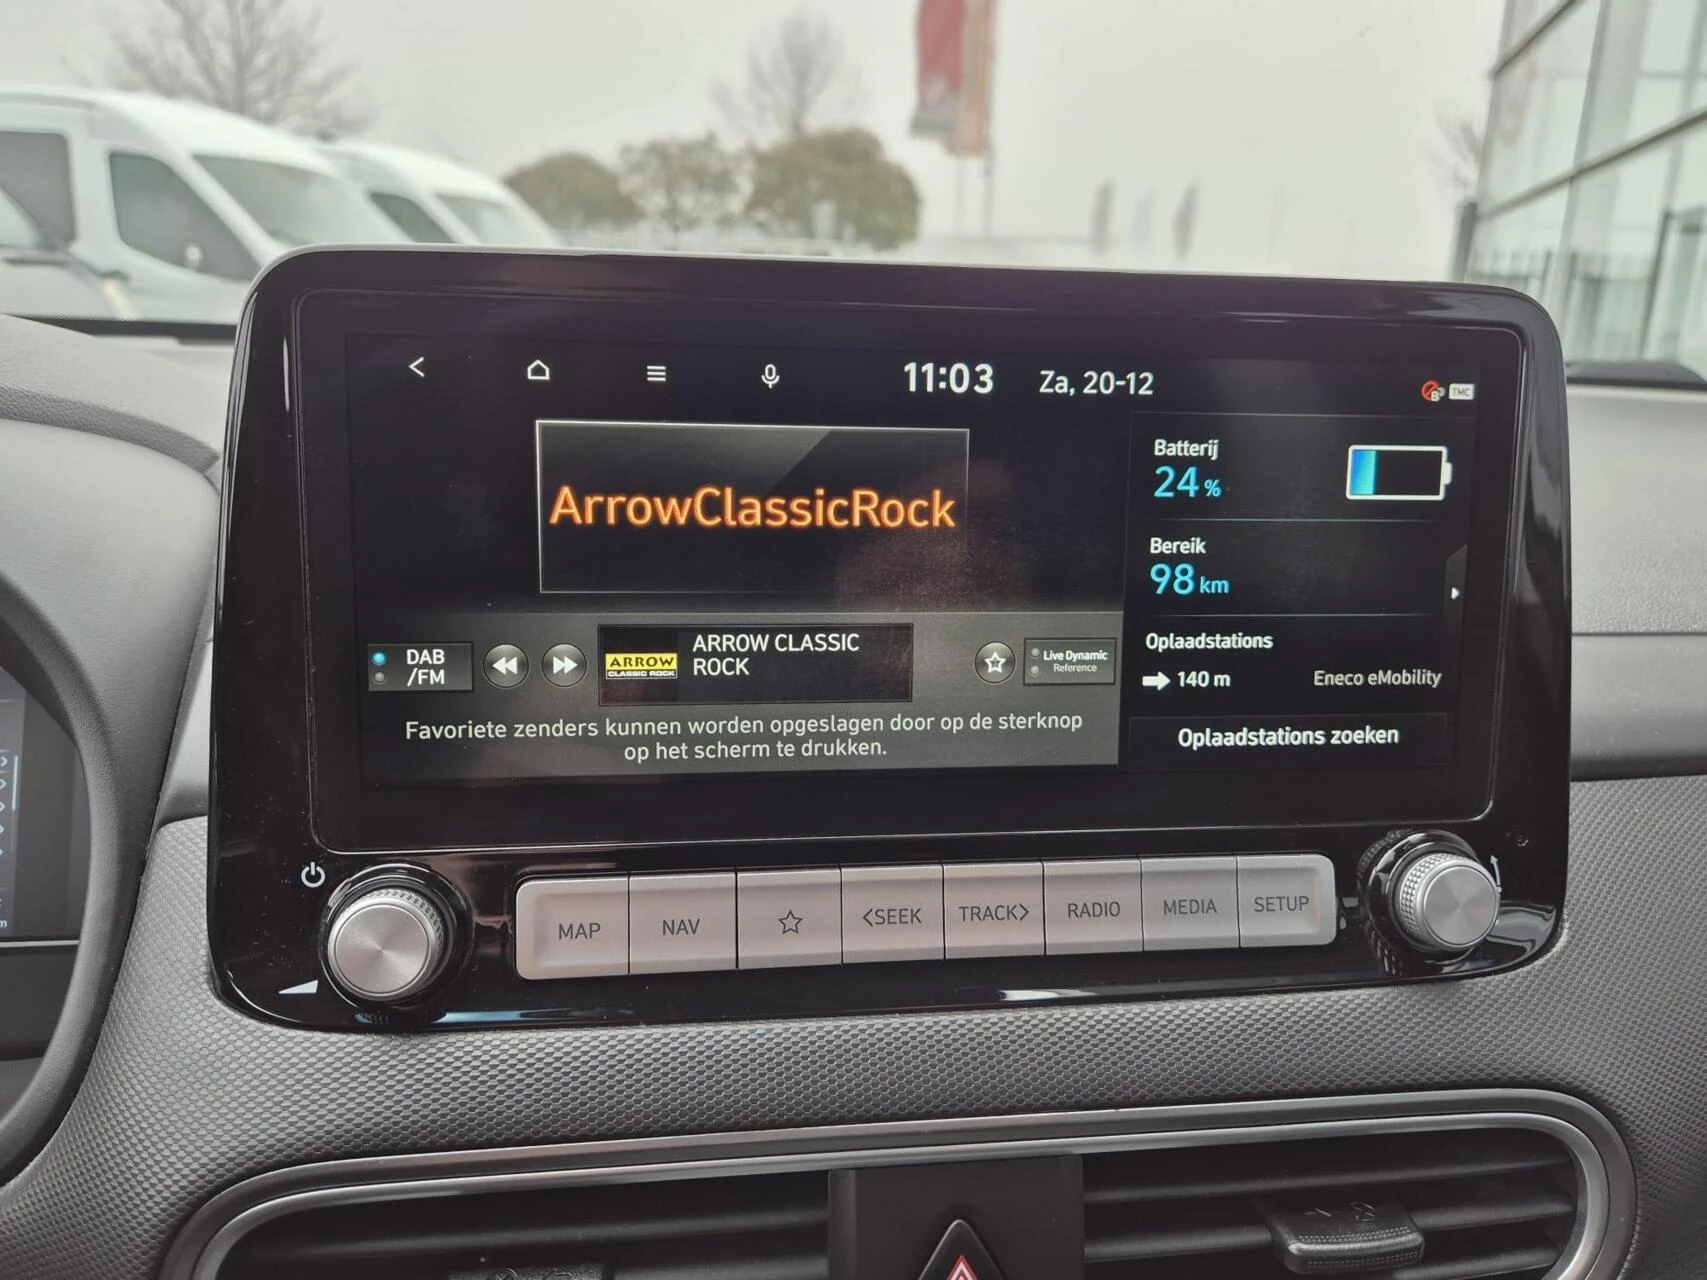 11:03
Za, 20-12
TMC
ArrowClassicRock
Batterij
24 %
Bereik
98 km
Oplaadstations
140 m
Eneco eMobility
Oplaadstations zoeken
DAB
/FM
ARROW
CLASSIC ROCK
ARROW CLASSIC
ROCK
Live Dynamic
Reference
Favoriete zenders kunnen worden opgeslagen door op de sterknop
op het scherm te drukken.
MAP
NAV
<SEEK
TRACK>
RADIO
MEDIA
SETUP